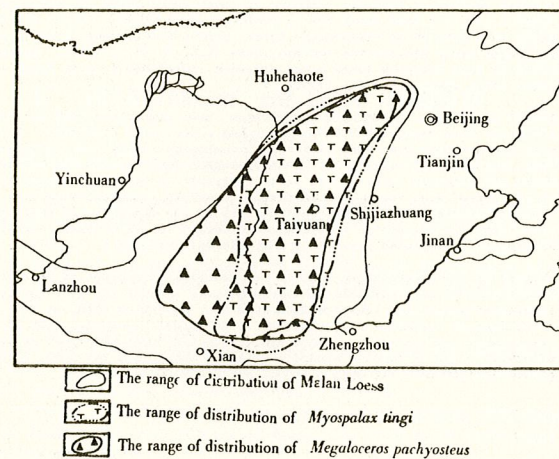 Huhehaote
Beijing
Tianjin
Yinchuan
Shijiazhuang
Taiyuan
Jinan
Lanzhou
Zhengzhou
Xian
The range of distribution of Malan Loess
The range of distribution of Myospalax tingi
The range of distribution of Megaloceros pachyosteus